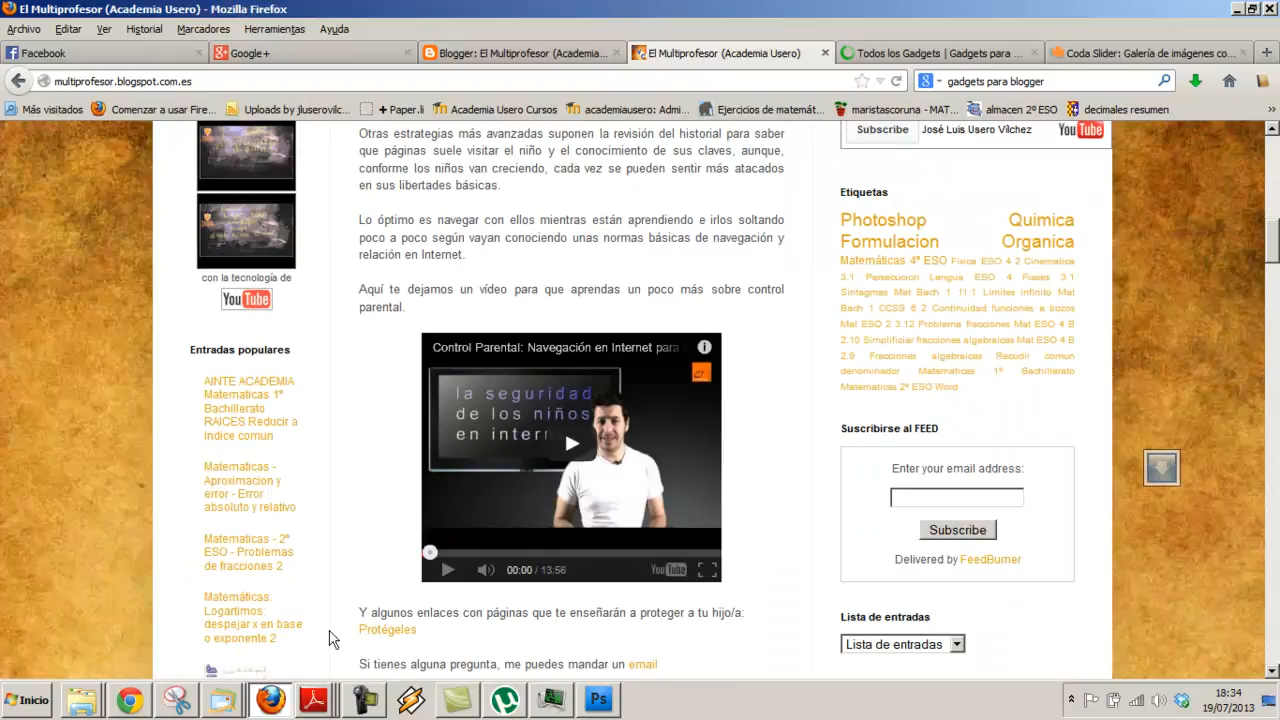 El Multiprofesor (Academia Usero) - Mozilla Firefox
Archivo Editar Ver Historial Marcadores Herramientas Ayuda
Facebook
Google+
Blogger: El Multiprofesor (Academia...
El Multiprofesor (Academia Usero)
Todos los Gadgets | Gadgets para ...
Coda Slider: Galería de imágenes co...
multiprofesor.blogspot.com.es
gadgets para blogger
Más visitados
Comenzar a usar Fire...
Uploads by jluserovilc...
+ Paper.li
Academia Usero Cursos
academiausero: Admi...
Ejercicios de matemát...
maristascoruna - MAT...
almacen 2º ESO
decimales resumen
con la tecnología de
YouTube
Entradas populares
AINTE ACADEMIA
Matematicas 1º
Bachillerato
RAICES Reducir a
indice comun
Matematicas -
Aproximacion y
error - Error
absoluto y relativo
Matemáticas - 2º
ESO - Problemas
de fracciones 2
Matemáticas.
Logartimos:
despejar x en base
o exponente 2
Otras estrategias más avanzadas suponen la revisión del historial para saber
que páginas suele visitar el niño y el conocimiento de sus claves, aunque,
conforme los niños van creciendo, cada vez se pueden sentir más atacados
en sus libertades básicas.
Lo óptimo es navegar con ellos mientras están aprendiendo e irlos soltando
poco a poco según vayan conociendo unas normas básicas de navegación y
relación en Internet.
Aquí te dejamos un vídeo para que aprendas un poco más sobre control
parental.
Control Parental: Navegación en Internet para
la seguridad
de los niños
en intern
00:00 / 13:56
YouTube
Y algunos enlaces con páginas que te enseñarán a proteger a tu hijo/a:
Protégeles
Si tienes alguna pregunta, me puedes mandar un email
Subscribe José Luis Usero Vílchez YouTube
Etiquetas
Photoshop Quimica
Formulacion Organica
Matemáticas 4º ESO Fisica ESO 4 2 Cinematica
3.1 Persecucion Lengua ESO 4 Frases 3.1
Sintagmas Mat Bach 1 11.1 Limites infinito Mat
Bach 1 CCSS 6 2 Continuidad funciones a bozos
Mat ESO 2 3.12 Problema fracciones Mat ESO 4 B
2.10 Simplificiar fracciones algebraicas Mat ESO 4 B
2.9 Fracciones algebraicas Recudir comun
denominador Matematicas 1º Bachillerato
Matematicas 2º ESO Word
Suscribirse al FEED
Enter your email address:
Subscribe
Delivered by FeedBurner
Lista de entradas
Lista de entradas
Inicio
Ps
18:34
19/07/2013